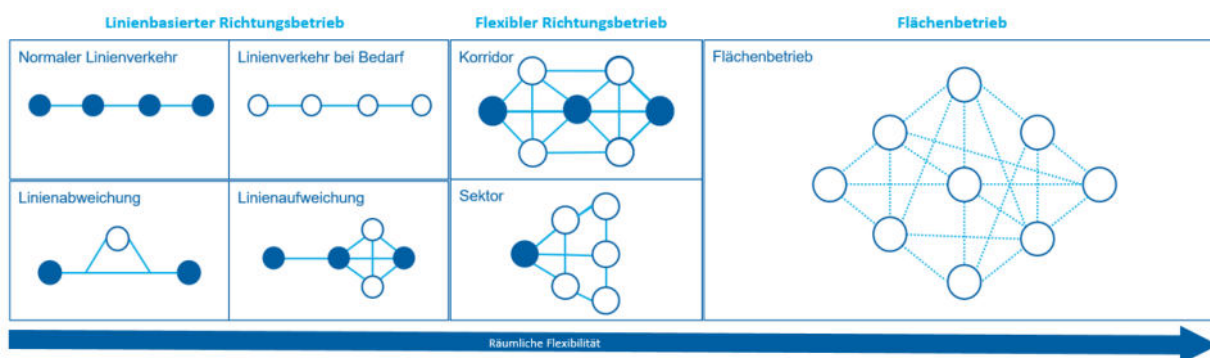 Linienbasierter Richtungsbetrieb
Flexibler Richtungsbetrieb
Flächenbetrieb
Normaler Linienverkehr
Linienverkehr bei Bedarf
Korridor
Flächenbetrieb
Linienabweichung
Linienaufweichung
Sektor
Räumliche Flexibilität